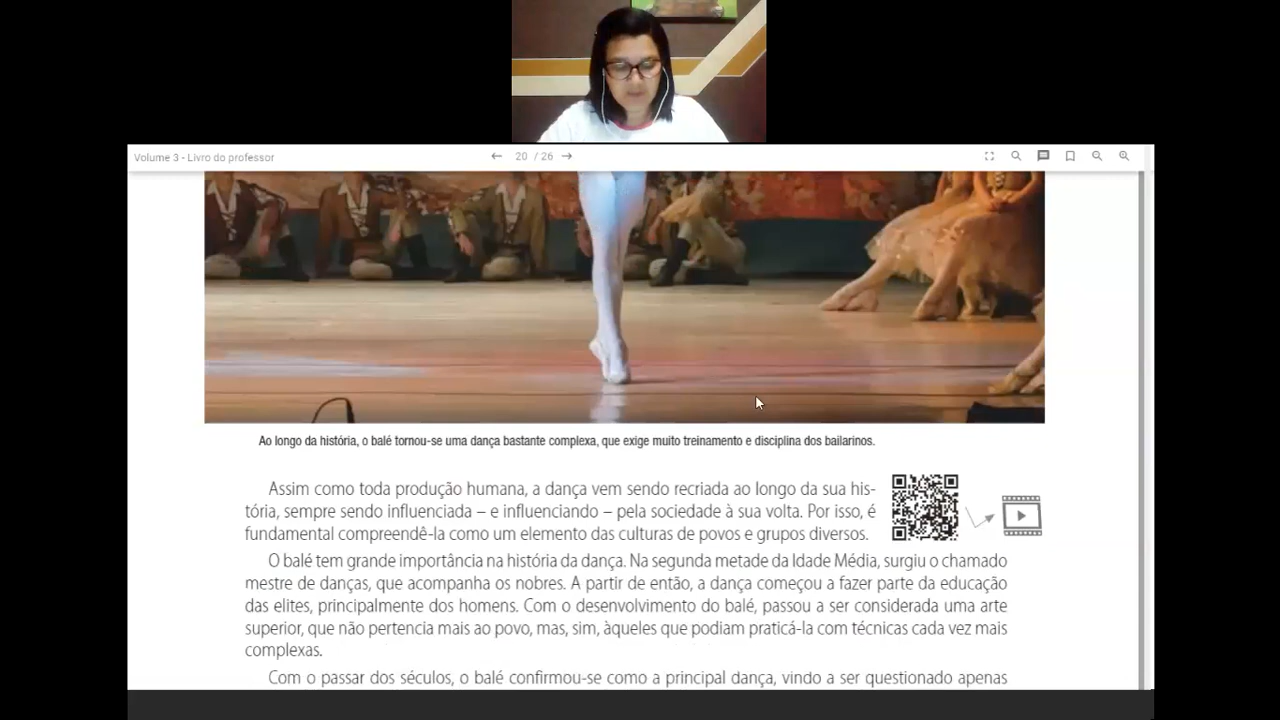 Volume 3 - Livro do professor
20 / 26
Ao longo da história, o balé tornou-se uma dança bastante complexa, que exige muito treinamento e disciplina dos bailarinos.
Assim como toda produção humana, a dança vem sendo recriada ao longo da sua his-
tória, sempre sendo influenciada – e influenciando – pela sociedade à sua volta. Por isso, é
fundamental compreendê-la como um elemento das culturas de povos e grupos diversos.
O balé tem grande importância na história da dança. Na segunda metade da Idade Média, surgiu o chamado
mestre de danças, que acompanha os nobres. A partir de então, a dança começou a fazer parte da educação
das elites, principalmente dos homens. Com o desenvolvimento do balé, passou a ser considerada uma arte
superior, que não pertencia mais ao povo, mas, sim, àqueles que podiam praticá-la com técnicas cada vez mais
complexas.
Com o passar dos séculos, o balé confirmou-se como a principal dança, vindo a ser questionado apenas